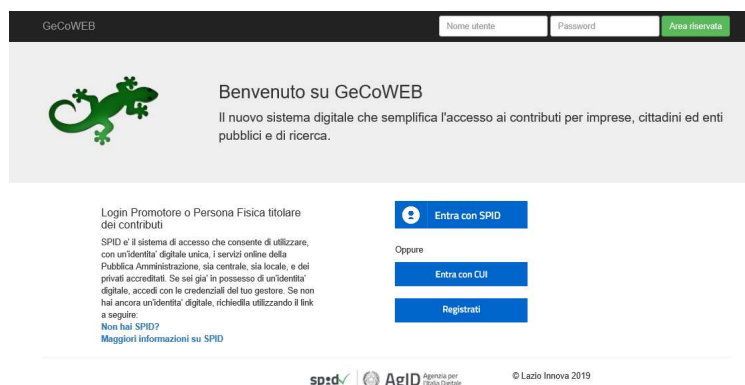 GeCoWEB
Nome utente
Password
Area riservata
Benvenuto su GeCoWEB
Il nuovo sistema digitale che semplifica l'accesso ai contributi per imprese, cittadini ed enti
pubblici e di ricerca.
Login Promotore o Persona Fisica titolare
dei contributi
SPID e' il sistema di accesso che consente di utilizzare,
con un'identita' digitale unica, i servizi online della
Pubblica Amministrazione, sia centrale, sia locale, e dei
privati accreditati. Se sei gia' in possesso di un'identita'
digitale, accedi con le credenziali del tuo gestore. Se non
hai ancora un'identita' digitale, richiedila utilizzando il link
a seguire:
Non hai SPID?
Maggiori informazioni su SPID
Entra con SPID
Oppure
Entra con CUI
Registrati
spid
AgID
Agenzia per
l'Italia Digitale
© Lazio Innova 2019